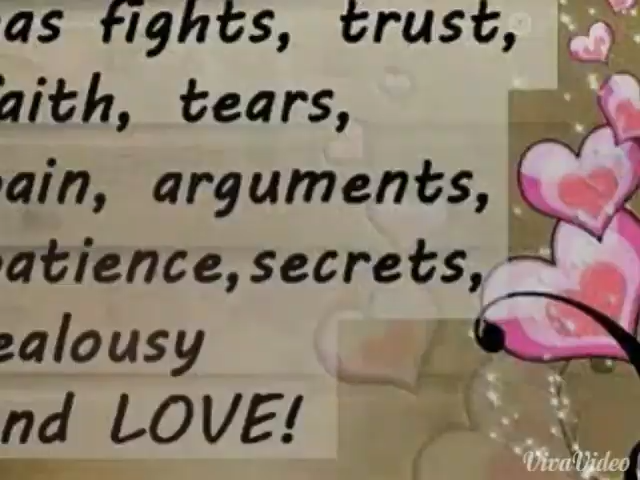 as fights, trust,
aith, tears,
ain, arguments,
atience,secrets,
ealousy
nd LOVE!
VivaVideo